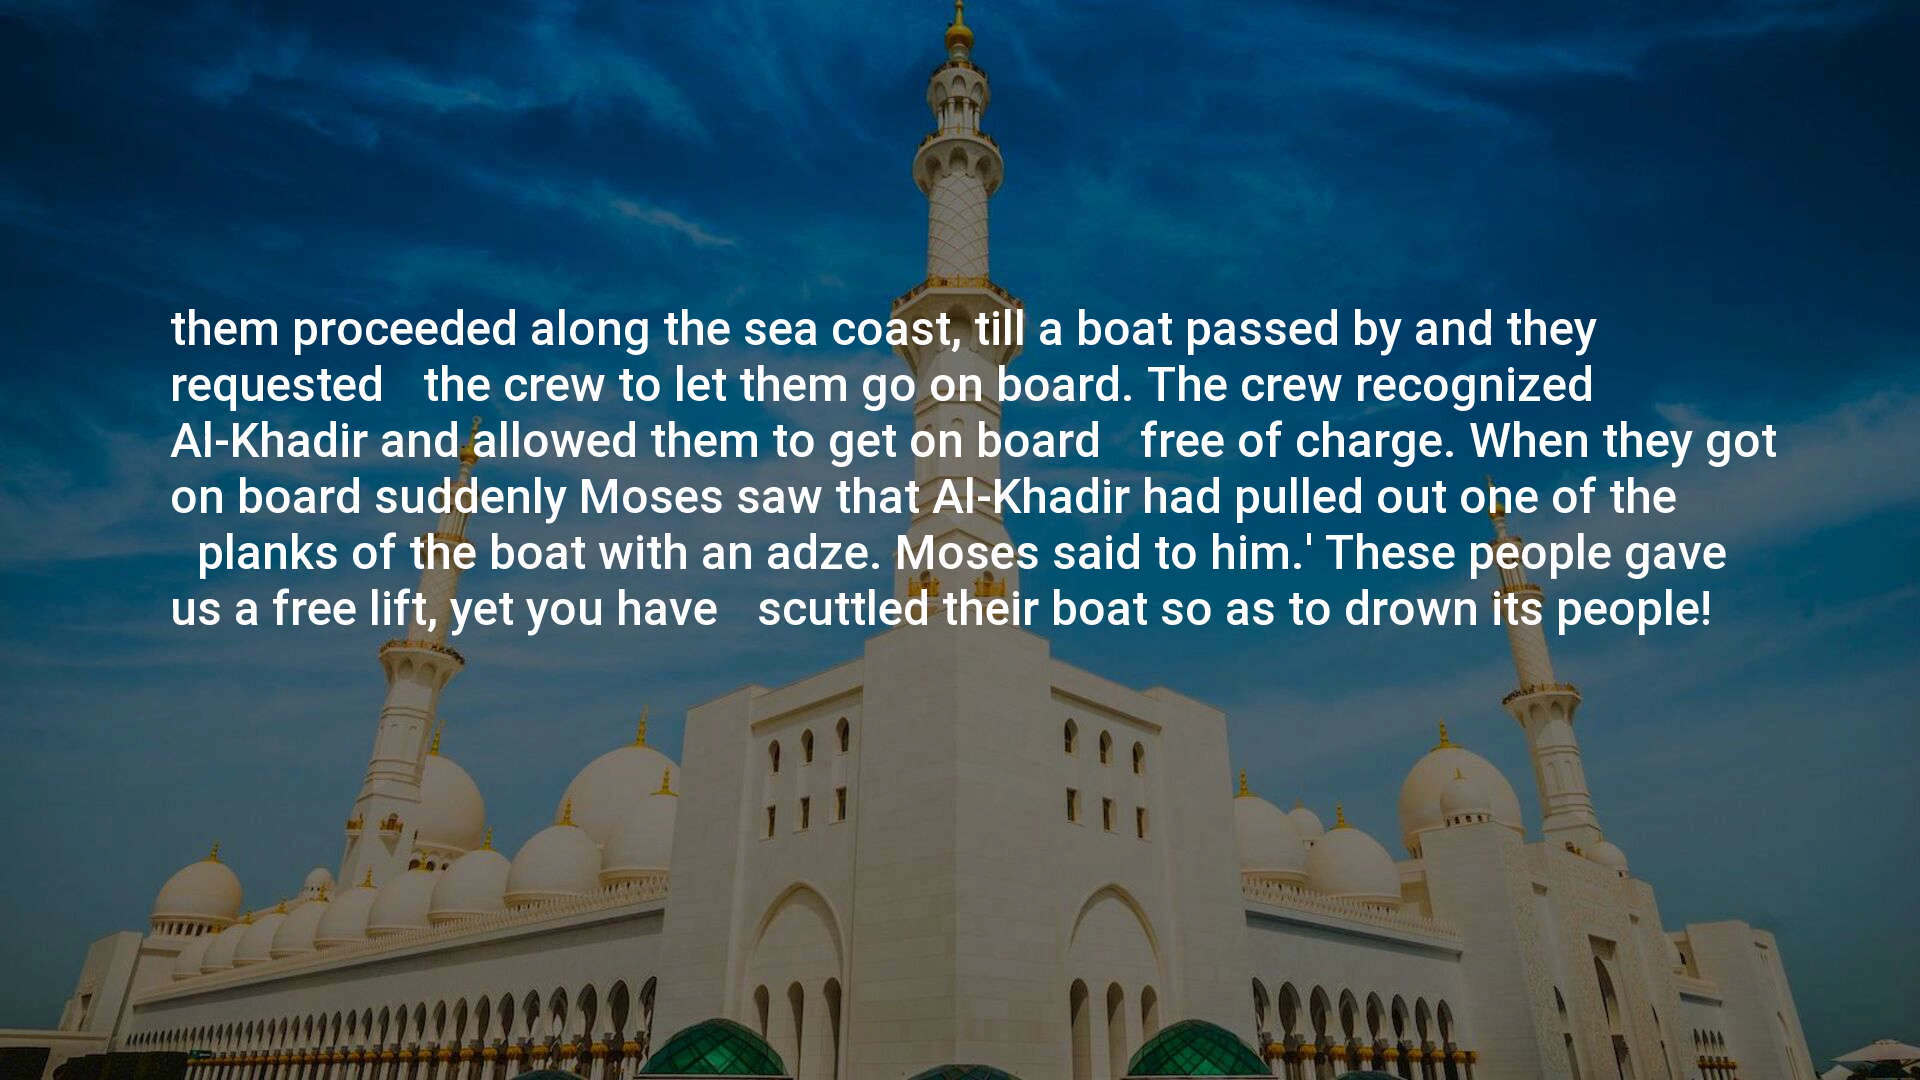 them proceeded along the sea coast, till a boat passed by and they
requested   the crew to let them go on board. The crew recognized
Al-Khadir and allowed them to get on board   free of charge. When they got
on board suddenly Moses saw that Al-Khadir had pulled out one of the
  planks of the boat with an adze. Moses said to him.' These people gave
us a free lift, yet you have   scuttled their boat so as to drown its people!